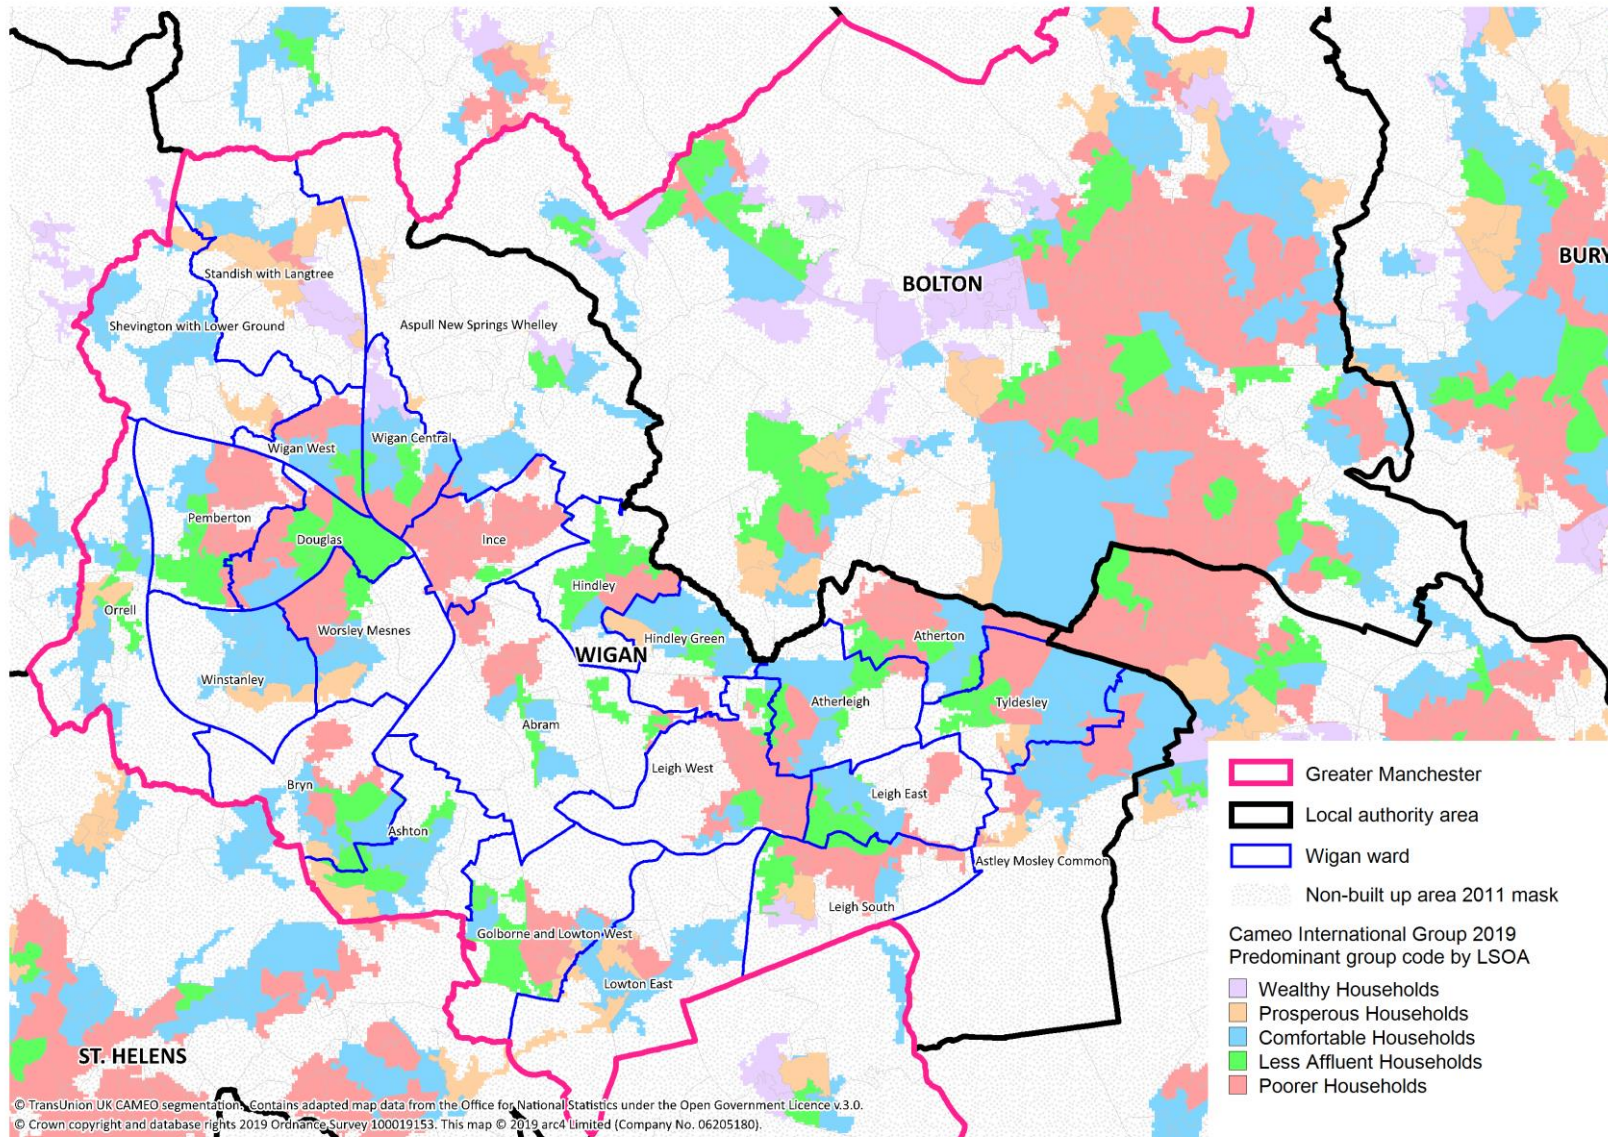 BOLTON
BURY
Standish with Langtree
Shevington with Lower Ground
Aspull New Springs Whelley
Wigan West
Wigan Central
Pemberton
Douglas
Ince
Hindley
Orrell
Worsley Mesnes
Hindley Green
Atherton
WIGAN
Winstanley
Abram
Atherleigh
Tyldesley
Leigh West
Bryn
Leigh East
Ashton
Astley Mosley Common
Leigh South
Golborne and Lowton West
Lowton East
ST. HELENS
Greater Manchester
Local authority area
Wigan ward
Non-built up area 2011 mask
Cameo International Group 2019
Predominant group code by LSOA
Wealthy Households
Prosperous Households
Comfortable Households
Less Affluent Households
Poorer Households
© TransUnion UK CAMEO segmentation. Contains adapted map data from the Office for National Statistics under the Open Government Licence v.3.0.
© Crown copyright and database rights 2019 Ordnance Survey 100019153. This map © 2019 arc4 Limited (Company No. 06205180).